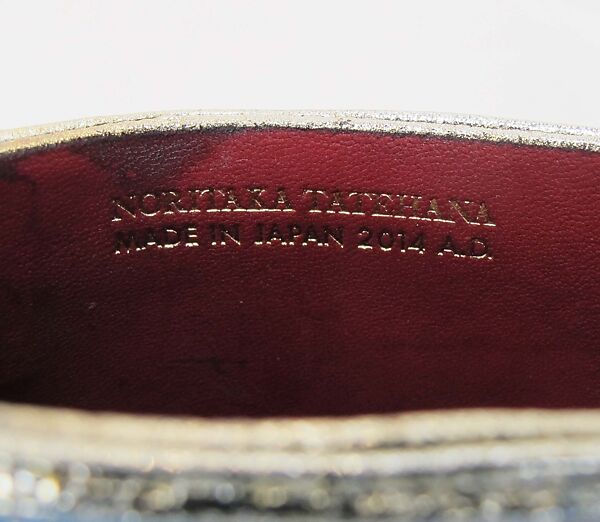 NORITAKA TATEHANA
MADE IN JAPAN 2014 A.D.